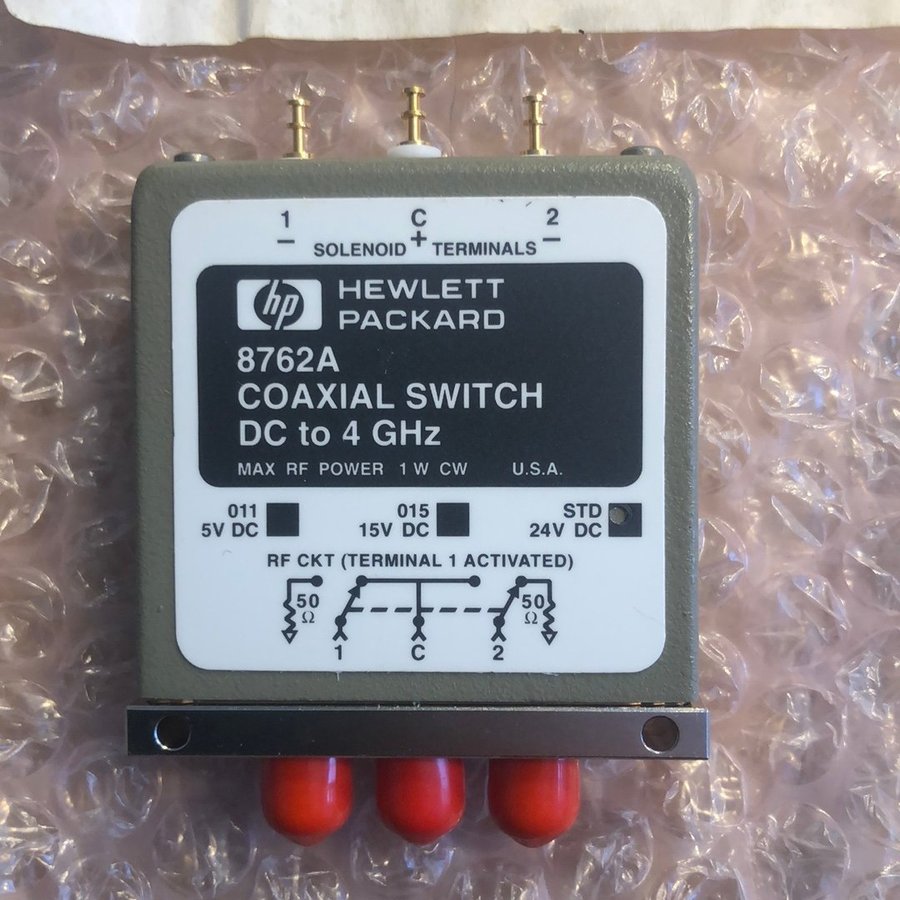 1 C 2
− + −
SOLENOID TERMINALS
hp HEWLETT
PACKARD
8762A
COAXIAL SWITCH
DC to 4 GHz
MAX RF POWER 1 W CW U.S.A.
011 015 STD
5V DC 15V DC 24V DC
RF CKT (TERMINAL 1 ACTIVATED)
50 50
Ω Ω
1 C 2